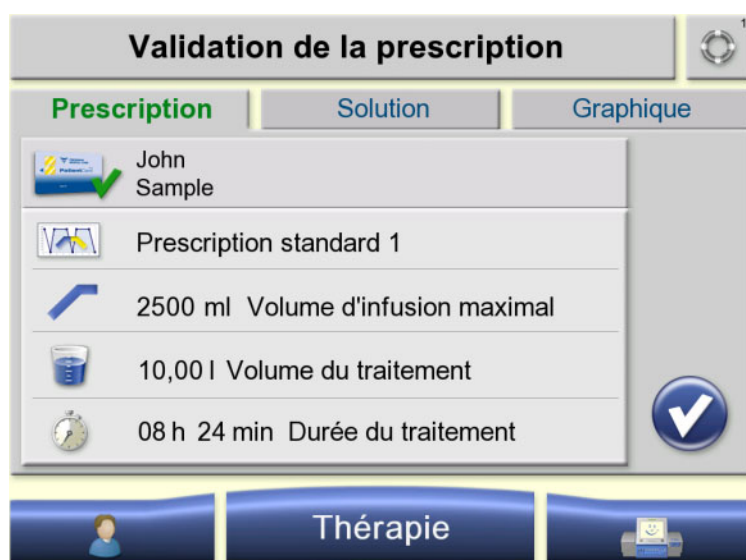 Validation de la prescription
1
Prescription
Solution
Graphique
John
Sample
Prescription standard 1
2500 ml Volume d'infusion maximal
10,00 l Volume du traitement
08 h 24 min Durée du traitement
Thérapie